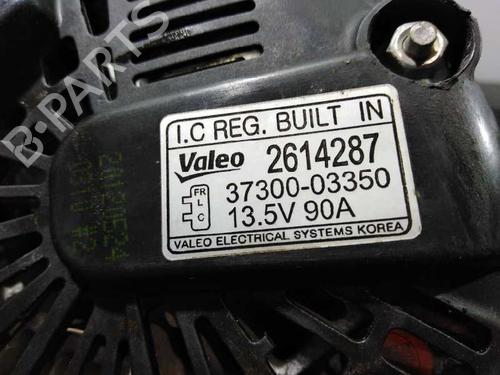 B-PARTS
I.C REG. BUILT IN
Valeo 2614287
FR
L
C
37300-03350
13.5V 90A
VALEO ELECTRICAL SYSTEMS KOREA